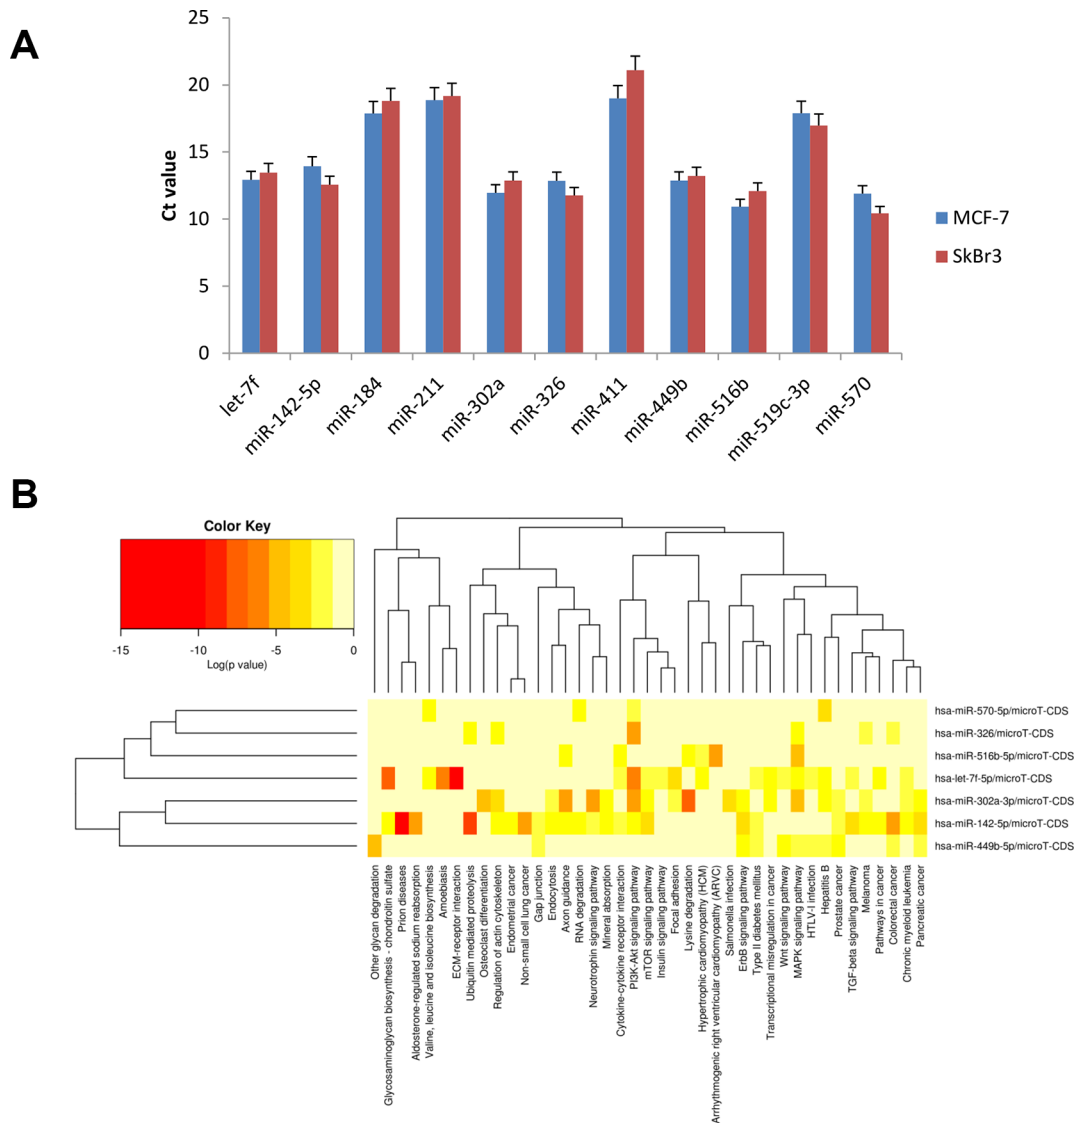 A
25
20
15
10
5
0
Ct value
let-7f
miR-142-5p
miR-184
miR-211
miR-302a
miR-326
miR-411
miR-449b
miR-516b
miR-519c-3p
miR-570
MCF-7
SkBr3
B
Color Key
-15
-10
-5
0
Log(p value)
hsa-miR-570-5p/microT-CDS
hsa-miR-326/microT-CDS
hsa-miR-516b-5p/microT-CDS
hsa-let-7f-5p/microT-CDS
hsa-miR-302a-3p/microT-CDS
hsa-miR-142-5p/microT-CDS
hsa-miR-449b-5p/microT-CDS
Other glycan degradation
Glycosaminoglycan biosynthesis - chondroitin sulfate
Prion diseases
Aldosterone-regulated sodium reabsorption
Valine, leucine and isoleucine biosynthesis
Amoebiasis
ECM-receptor interaction
Ubiquitin mediated proteolysis
Osteoclast differentiation
Regulation of actin cytoskeleton
Endometrial cancer
Non-small cell lung cancer
Gap junction
Endocytosis
Axon guidance
RNA degradation
Neurotrophin signaling pathway
Mineral absorption
Cytokine-cytokine receptor interaction
PI3K-Akt signaling pathway
mTOR signaling pathway
Insulin signaling pathway
Focal adhesion
Lysine degradation
Hypertrophic cardiomyopathy (HCM)
Arrhythmogenic right ventricular cardiomyopathy (ARVC)
Salmonella infection
ErbB signaling pathway
Type II diabetes mellitus
Transcriptional misregulation in cancer
Wnt signaling pathway
MAPK signaling pathway
HTLV-I infection
Hepatitis B
Prostate cancer
TGF-beta signaling pathway
Melanoma
Pathways in cancer
Colorectal cancer
Chronic myeloid leukemia
Pancreatic cancer